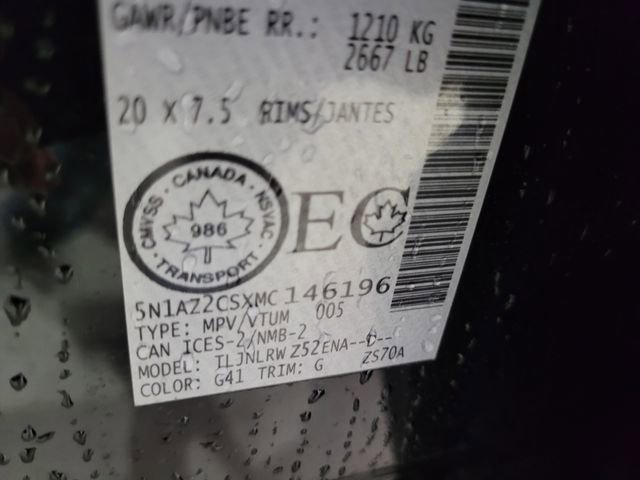 GAWR/PNBE RR.: 1210 KG
2667 LB
20 X 7.5 RIMS/JANTES
CMVSS · CANADA · NSVAC · TRANSPORT ·
986
EC
5N1AZ2CSXMC146196
TYPE: MPV/VTUM 005
CAN ICES-2/NMB-2
MODEL: ILJNLRW Z52ENA--D--
ZS70A
COLOR: G41 TRIM: G